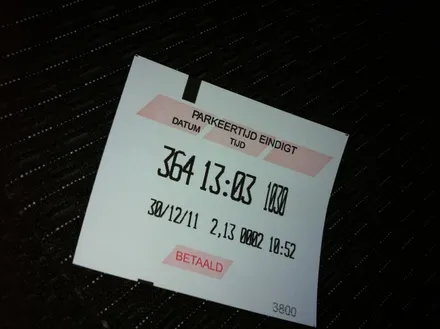 PARKEERTIJD EINDIGT
DATUM TIJD
364 13:03 1030
30/12/11 2,13 0002 10:52
BETAALD
3800